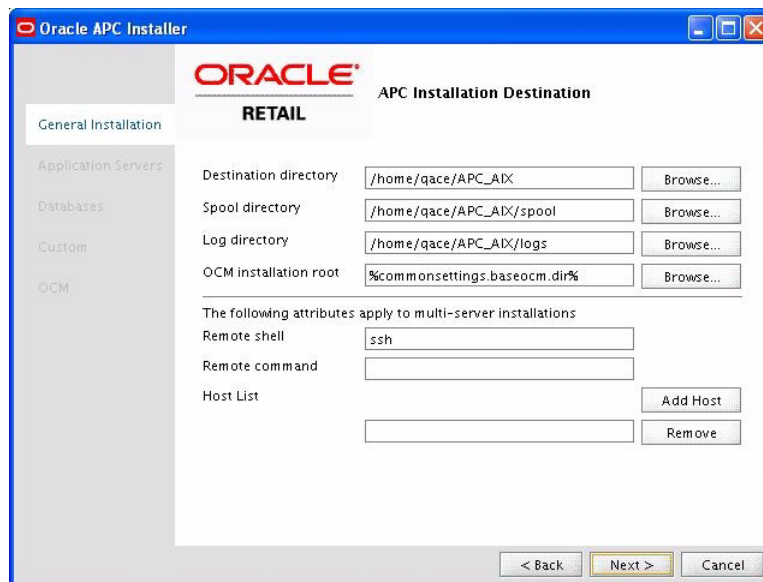 Oracle APC Installer
ORACLE
RETAIL
APC Installation Destination
General Installation
Application Servers
Databases
Custom
OCM
Destination directory /home/qace/APC_AIX Browse...
Spool directory /home/qace/APC_AIX/spool Browse...
Log directory /home/qace/APC_AIX/logs Browse...
OCM installation root %commonsettings.baseocm.dir% Browse...
The following attributes apply to multi-server installations
Remote shell ssh
Remote command
Host List Add Host
Remove
< Back Next > Cancel